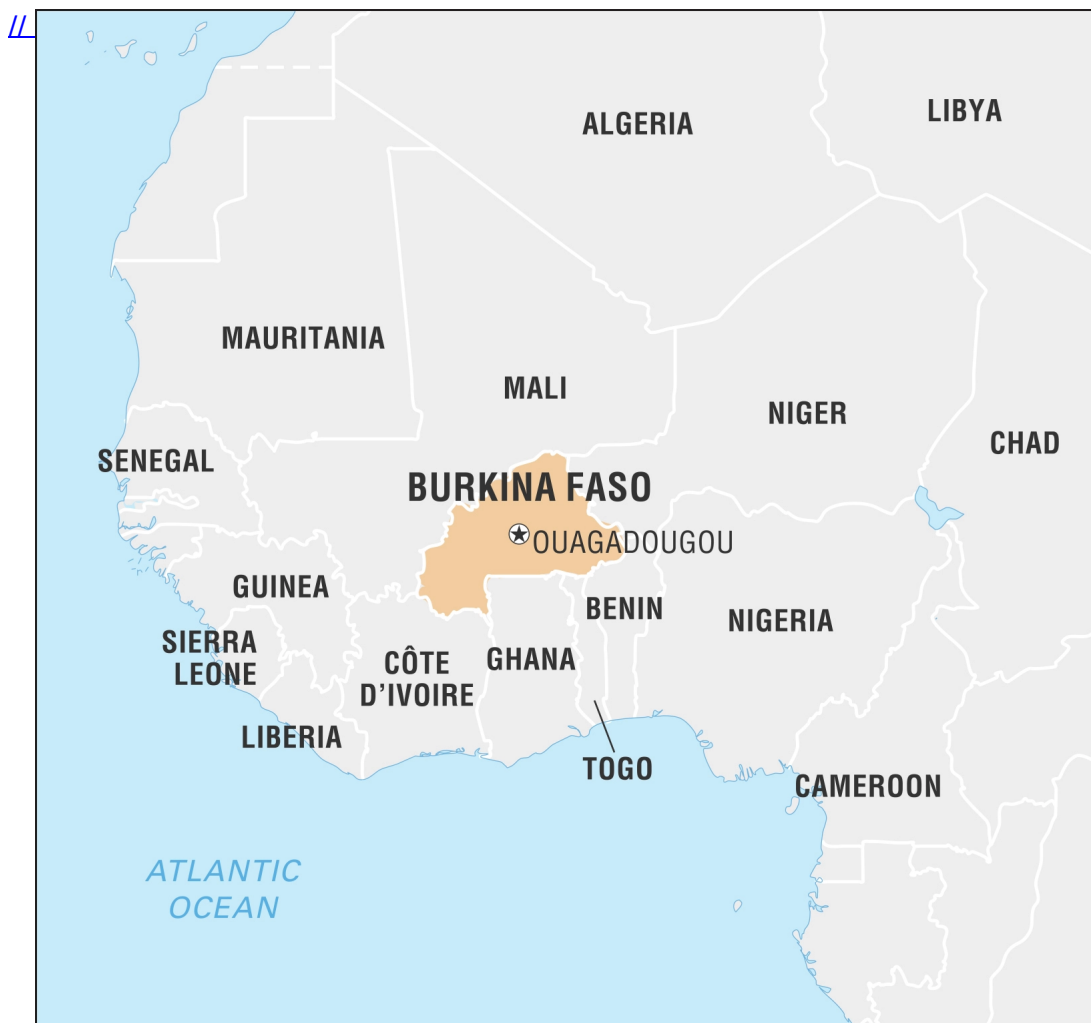 //
ALGERIA
LIBYA
MAURITANIA
MALI
NIGER
CHAD
SENEGAL
BURKINA FASO
OUAGADOUGOU
GUINEA
BENIN
NIGERIA
SIERRA
LEONE
CÔTE
D'IVOIRE
GHANA
LIBERIA
TOGO
CAMEROON
ATLANTIC
OCEAN